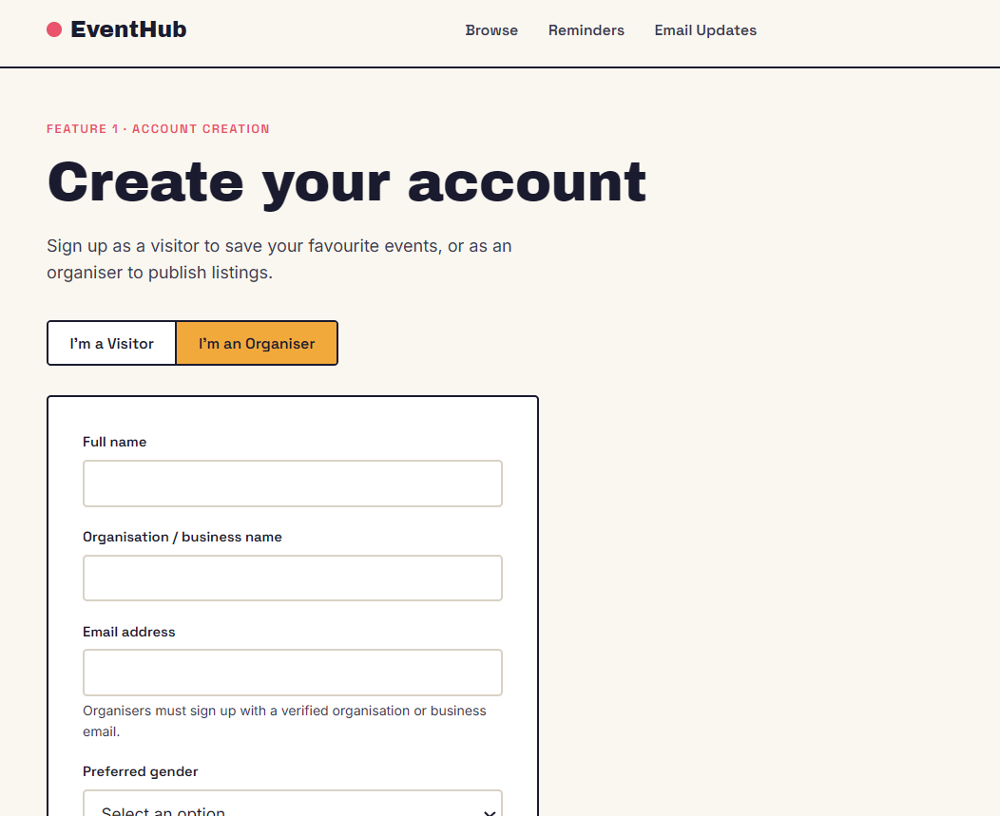 EventHub
Browse Reminders Email Updates
FEATURE 1 · ACCOUNT CREATION
Create your account
Sign up as a visitor to save your favourite events, or as an
organiser to publish listings.
I’m a Visitor I’m an Organiser
Full name
Organisation / business name
Email address
Organisers must sign up with a verified organisation or business
email.
Preferred gender
Select an option